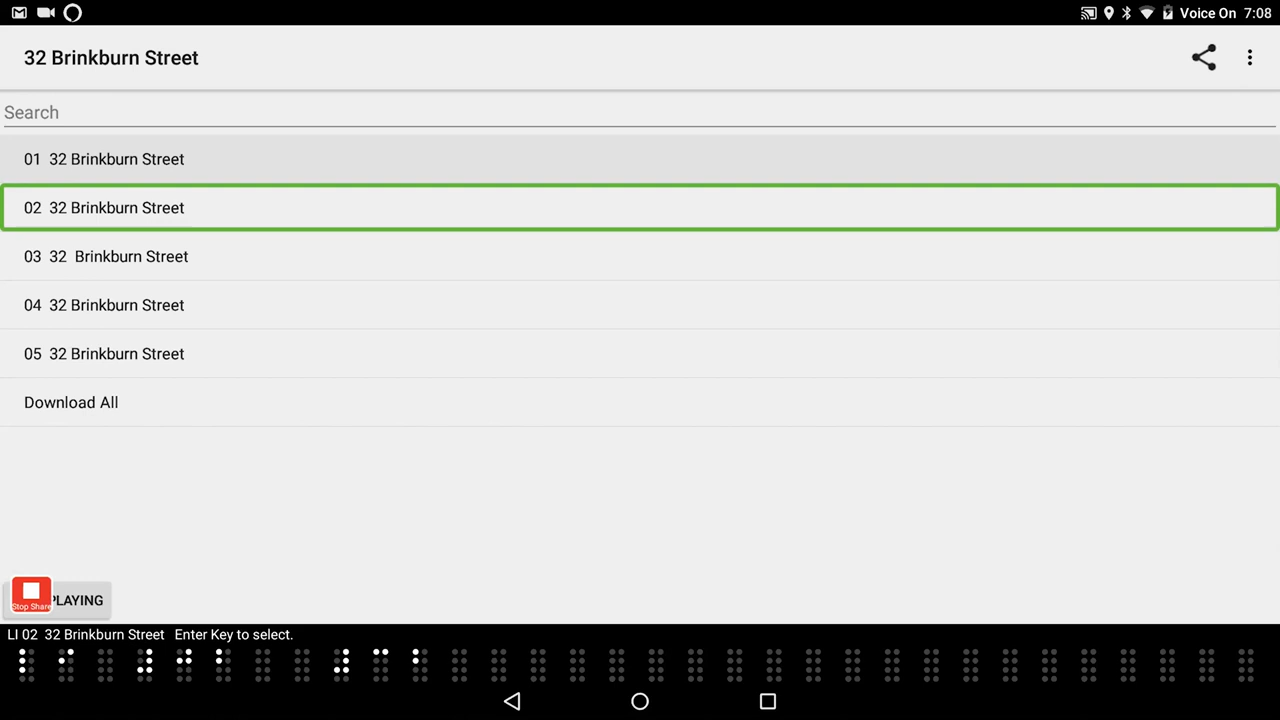 Voice On 7:08
32 Brinkburn Street
Search
01 32 Brinkburn Street
02 32 Brinkburn Street
03 32 Brinkburn Street
04 32 Brinkburn Street
05 32 Brinkburn Street
Download All
Stop Share PLAYING
LI 02 32 Brinkburn Street Enter Key to select.